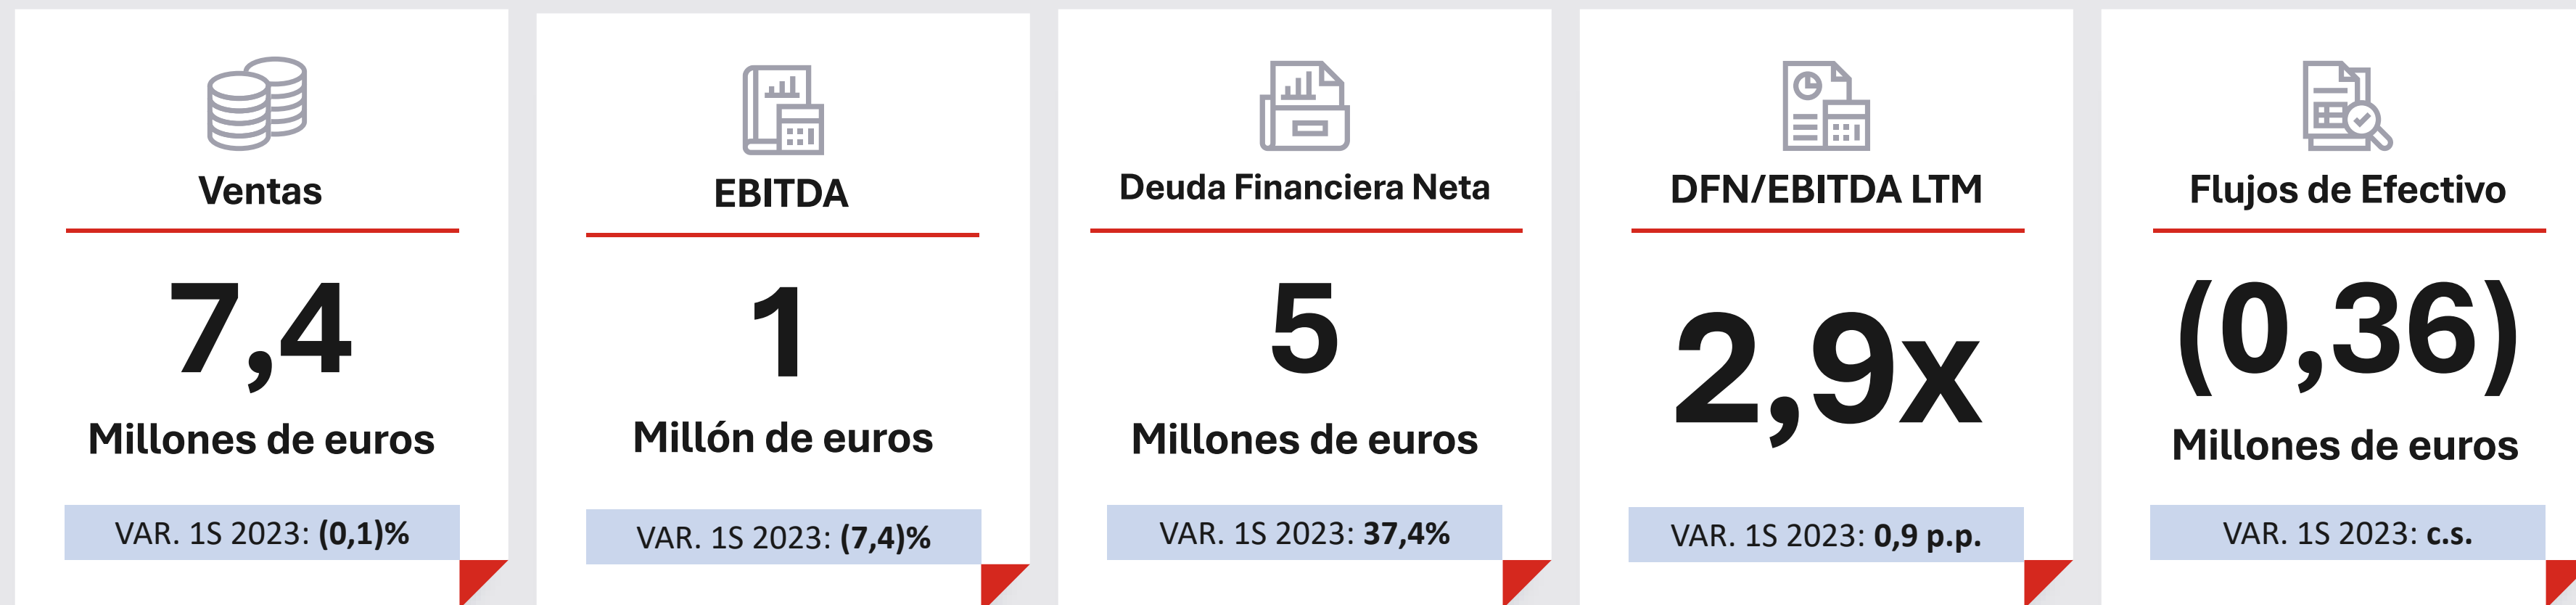 Ventas
7,4
Millones de euros
VAR. 1S 2023: (0,1)%
EBITDA
1
Millón de euros
VAR. 1S 2023: (7,4)%
Deuda Financiera Neta
5
Millones de euros
VAR. 1S 2023: 37,4%
DFN/EBITDA LTM
2,9x
VAR. 1S 2023: 0,9 p.p.
Flujos de Efectivo
(0,36)
Millones de euros
VAR. 1S 2023: c.s.